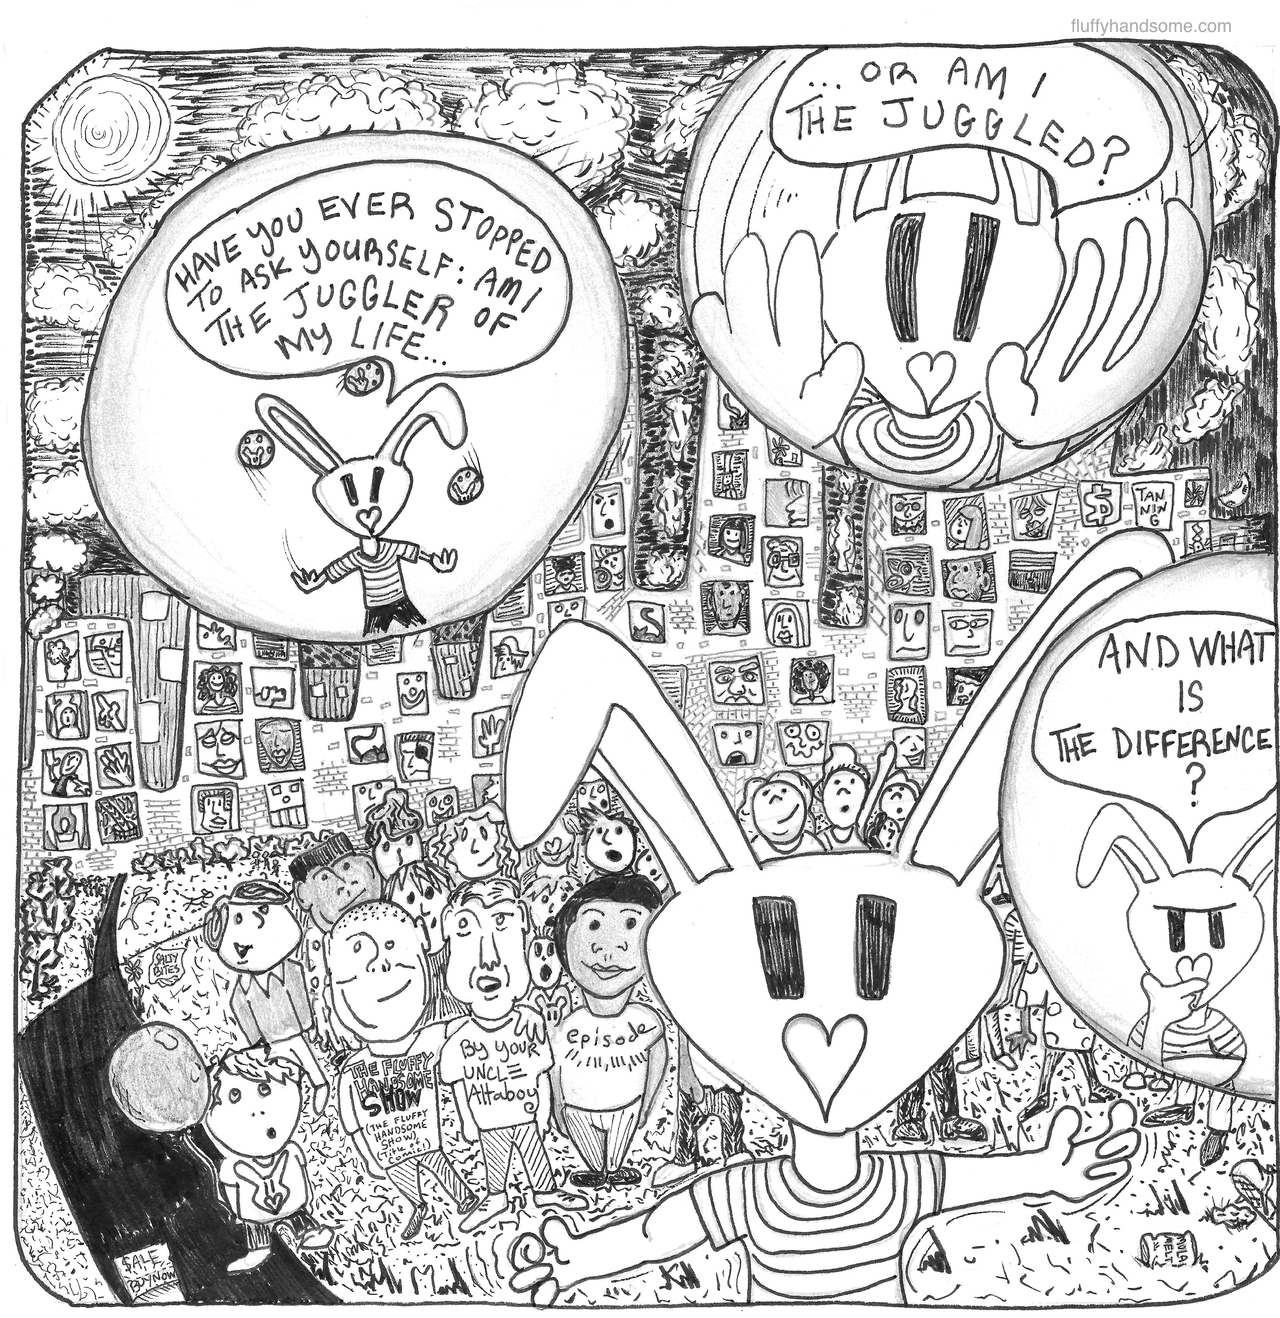 fluffyhandsome.com
HAVE YOU EVER STOPPED
TO ASK YOURSELF: AM I
THE JUGGLER OF
MY LIFE...
... OR AM I
THE JUGGLED?
AND WHAT
IS
THE DIFFERENCE
?
$
TAN
NIN
G
SALTY
BITES
THE FLUFFY
HANDSOME
SHOW
(THE FLUFFY
HANDSOME
SHOW,
(Title,)
Comic,)
By YOUR
UNCLE
Attaboy
episode
SALE
BUY NOW